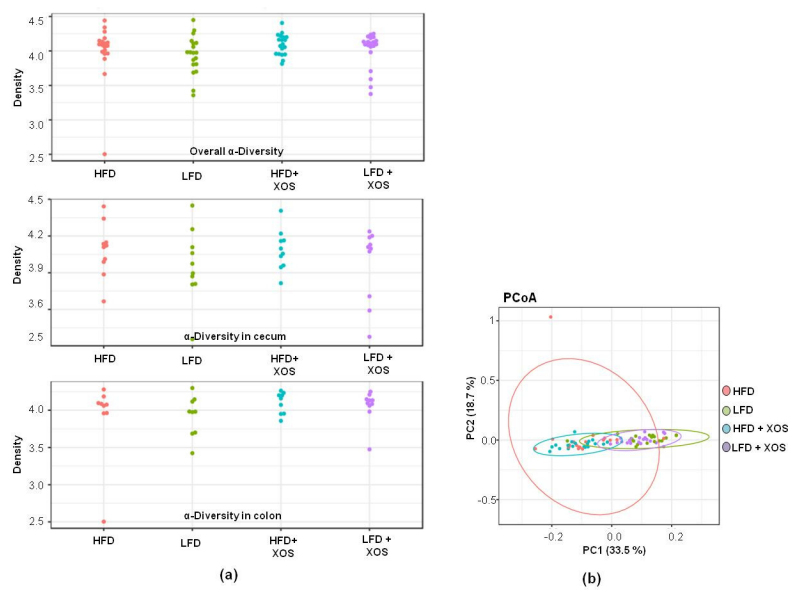 4.5
4.0
3.5
3.0
2.5
Density
Overall α-Diversity
HFD
LFD
HFD+
XOS
LFD +
XOS
4.5
4.2
3.9
3.6
2.5
Density
α-Diversity in cecum
HFD
LFD
HFD+
XOS
LFD +
XOS
4.0
3.5
3.0
2.5
Density
α-Diversity in colon
HFD
LFD
HFD+
XOS
LFD +
XOS
(a)
PCoA
1
0.5
0.0
-0.5
PC2 (18.7 %)
-0.2
0.0
0.2
PC1 (33.5 %)
HFD
LFD
HFD + XOS
LFD + XOS
(b)